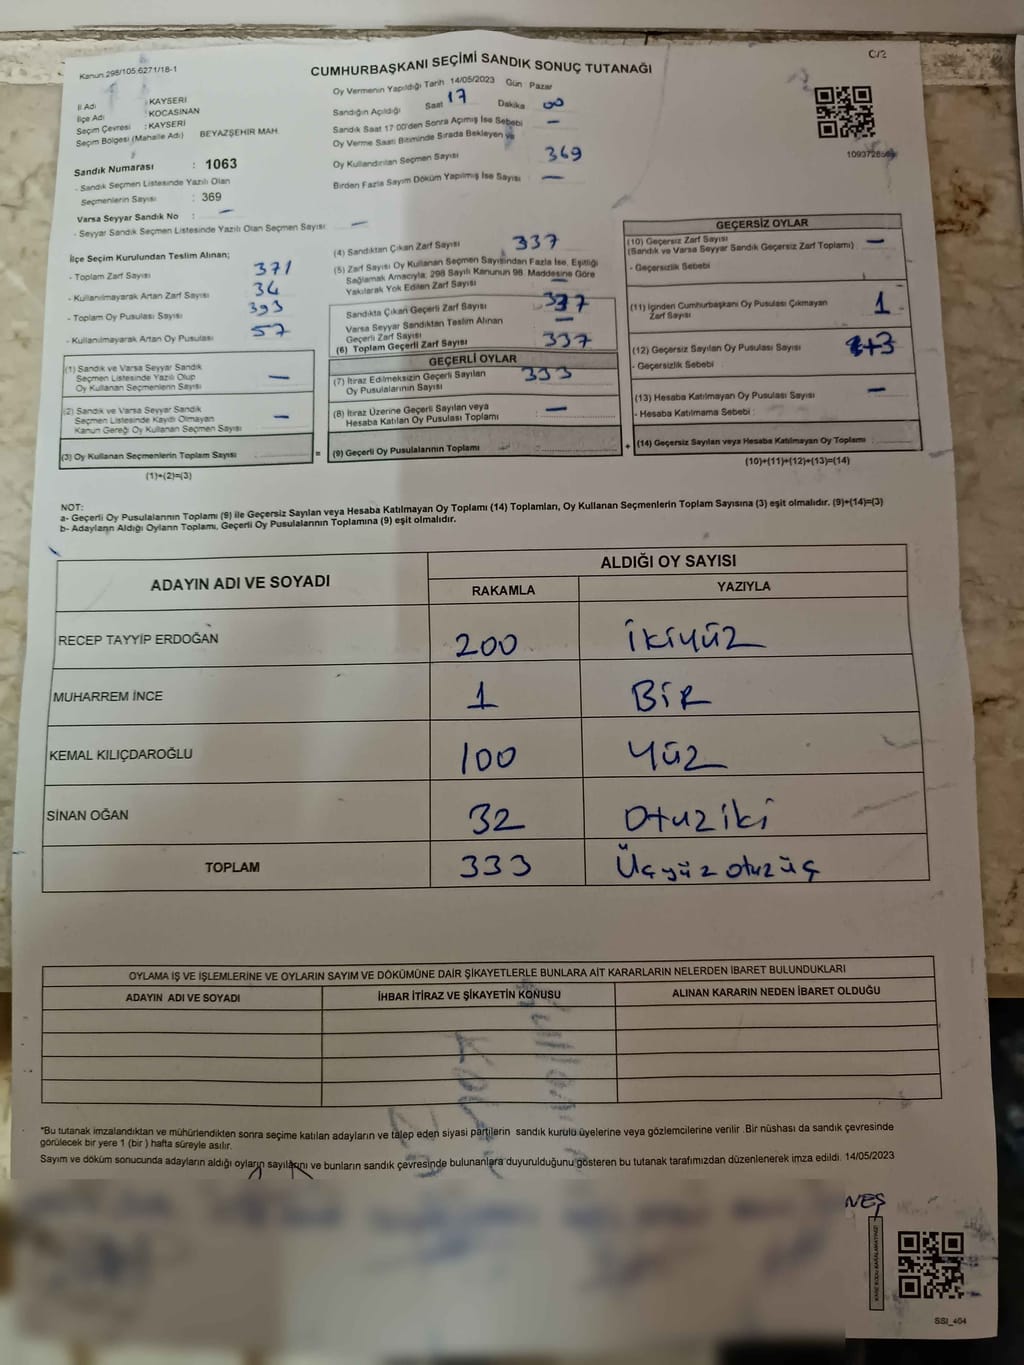 Kanun 298/105 6271/18-1
CUMHURBAŞKANI SEÇİMİ SANDIK SONUÇ TUTANAĞI
C/2
İl Adı : KAYSERİ
İlçe Adı : KOCASİNAN
Seçim Çevresi : KAYSERİ
Seçim Bölgesi (Mahalle Adı) BEYAZŞEHİR MAH.
Sandık Numarası : 1063
- Sandık Seçmen Listesinde Yazılı Olan
Seçmenlerin Sayısı : 369
Varsa Seyyar Sandık No : —
- Seyyar Sandık Seçmen Listesinde Yazılı Olan Seçmen Sayısı —
Oy Vermenin Yapıldığı Tarih 14/05/2023 Gün Pazar
Sandığın Açıldığı Saat 17 Dakika 00
Sandık Saat 17:00'den Sonra Açımış İse Sebebi —
Oy Verme Saati Bitiminde Sırada Bekleyen ve
Oy Kullandırılan Seçmen Sayısı 369
Birden Fazla Sayım Döküm Yapılmış İse Sayısı —
İlçe Seçim Kurulundan Teslim Alınan;
- Toplam Zarf Sayısı 371
- Kullanılmayarak Artan Zarf Sayısı 34
- Toplam Oy Pusulası Sayısı 393
- Kullanılmayarak Artan Oy Pusulası 57
(4) Sandıktan Çıkan Zarf Sayısı 337
(5) Zarf Sayısı Oy Kullanan Seçmen Sayısından Fazla İse, Eşitliği
Sağlamak Amacıyla; 298 Sayılı Kanunun 98. Maddesine Göre
Yakılarak Yok Edilen Zarf Sayısı —
Sandıkta Çıkan Geçerli Zarf Sayısı 337
Varsa Seyyar Sandıktan Teslim Alınan
Geçerli Zarf Sayısı —
(6) Toplam Geçerli Zarf Sayısı 337
(1) Sandık ve Varsa Seyyar Sandık
Seçmen Listesinde Yazılı Olup
Oy Kullanan Seçmenlerin Sayısı —
(2) Sandık ve Varsa Seyyar Sandık
Seçmen Listesinde Kayıtlı Olmayan
Kanun Gereği Oy Kullanan Seçmen Sayısı —
(3) Oy Kullanan Seçmenlerin Toplam Sayısı
(1)+(2)=(3)
=
GEÇERLİ OYLAR
(7) İtiraz Edilmeksizin Geçerli Sayılan
Oy Pusulalarının Sayısı 333
(8) İtiraz Üzerine Geçerli Sayılan veya
Hesaba Katılan Oy Pusulası Toplamı —
(9) Geçerli Oy Pusulalarının Toplamı
+
GEÇERSİZ OYLAR
(10) Geçersiz Zarf Sayısı —
(Sandık ve Varsa Seyyar Sandık Geçersiz Zarf Toplamı)
- Geçersizlik Sebebi
(11) İçinden Cumhurbaşkanı Oy Pusulası Çıkmayan
Zarf Sayısı 1
(12) Geçersiz Sayılan Oy Pusulası Sayısı
- Geçersizlik Sebebi
(13) Hesaba Katılmayan Oy Sayısı —
- Hesaba Katılmama Sebebi :
(14) Geçersiz Sayılan veya Hesaba Katılmayan Oy Toplamı :
(10)+(11)+(12)+(13)=(14)
NOT:
a- Geçerli Oy Pusulalarının Toplamı (9) ile Geçersiz Sayılan veya Hesaba Katılmayan Oy Toplamı (14) Toplamları, Oy Kullanan Seçmenlerin Toplam Sayısına (3) eşit olmalıdır. (9)+(14)=(3)
b- Adayların Aldığı Oyların Toplamı, Geçerli Oy Pusulalarının Toplamına (9) eşit olmalıdır.
ADAYIN ADI VE SOYADI
ALDIĞI OY SAYISI
RAKAMLA YAZIYLA
RECEP TAYYİP ERDOĞAN 200 İKİYÜZ
MUHARREM İNCE 1 BİR
KEMAL KILIÇDAROĞLU 100 YÜZ
SİNAN OĞAN 32 otuziki
TOPLAM 333 Üçyüz otuzüç
OYLAMA İŞ VE İŞLEMLERİNE VE OYLARIN SAYIM VE DÖKÜMÜNE DAİR ŞİKAYETLERLE BUNLARA AİT KARARLARIN NELERDEN İBARET BULUNDUKLARI
ADAYIN ADI VE SOYADI İHBAR İTİRAZ VE ŞİKAYETİN KONUSU ALINAN KARARIN NEDEN İBARET OLDUĞU
*Bu tutanak imzalandıktan ve mühürlendikten sonra seçime katılan adayların ve talep eden siyasi partilerin sandık kurulu üyelerine veya gözlemcilerine verilir .Bir nüshası da sandık çevresinde
görülecek bir yere 1 (bir ) hafta süreyle asılır.
Sayım ve döküm sonucunda adayların aldığı oyların sayılarını ve bunların sandık çevresinde bulunanlara duyurulduğunu gösteren bu tutanak tarafımızdan düzenlenerek imza edildi. 14/05/2023
NEŞ
KARE KODU KARALAMAYINIZ!
SSI_404